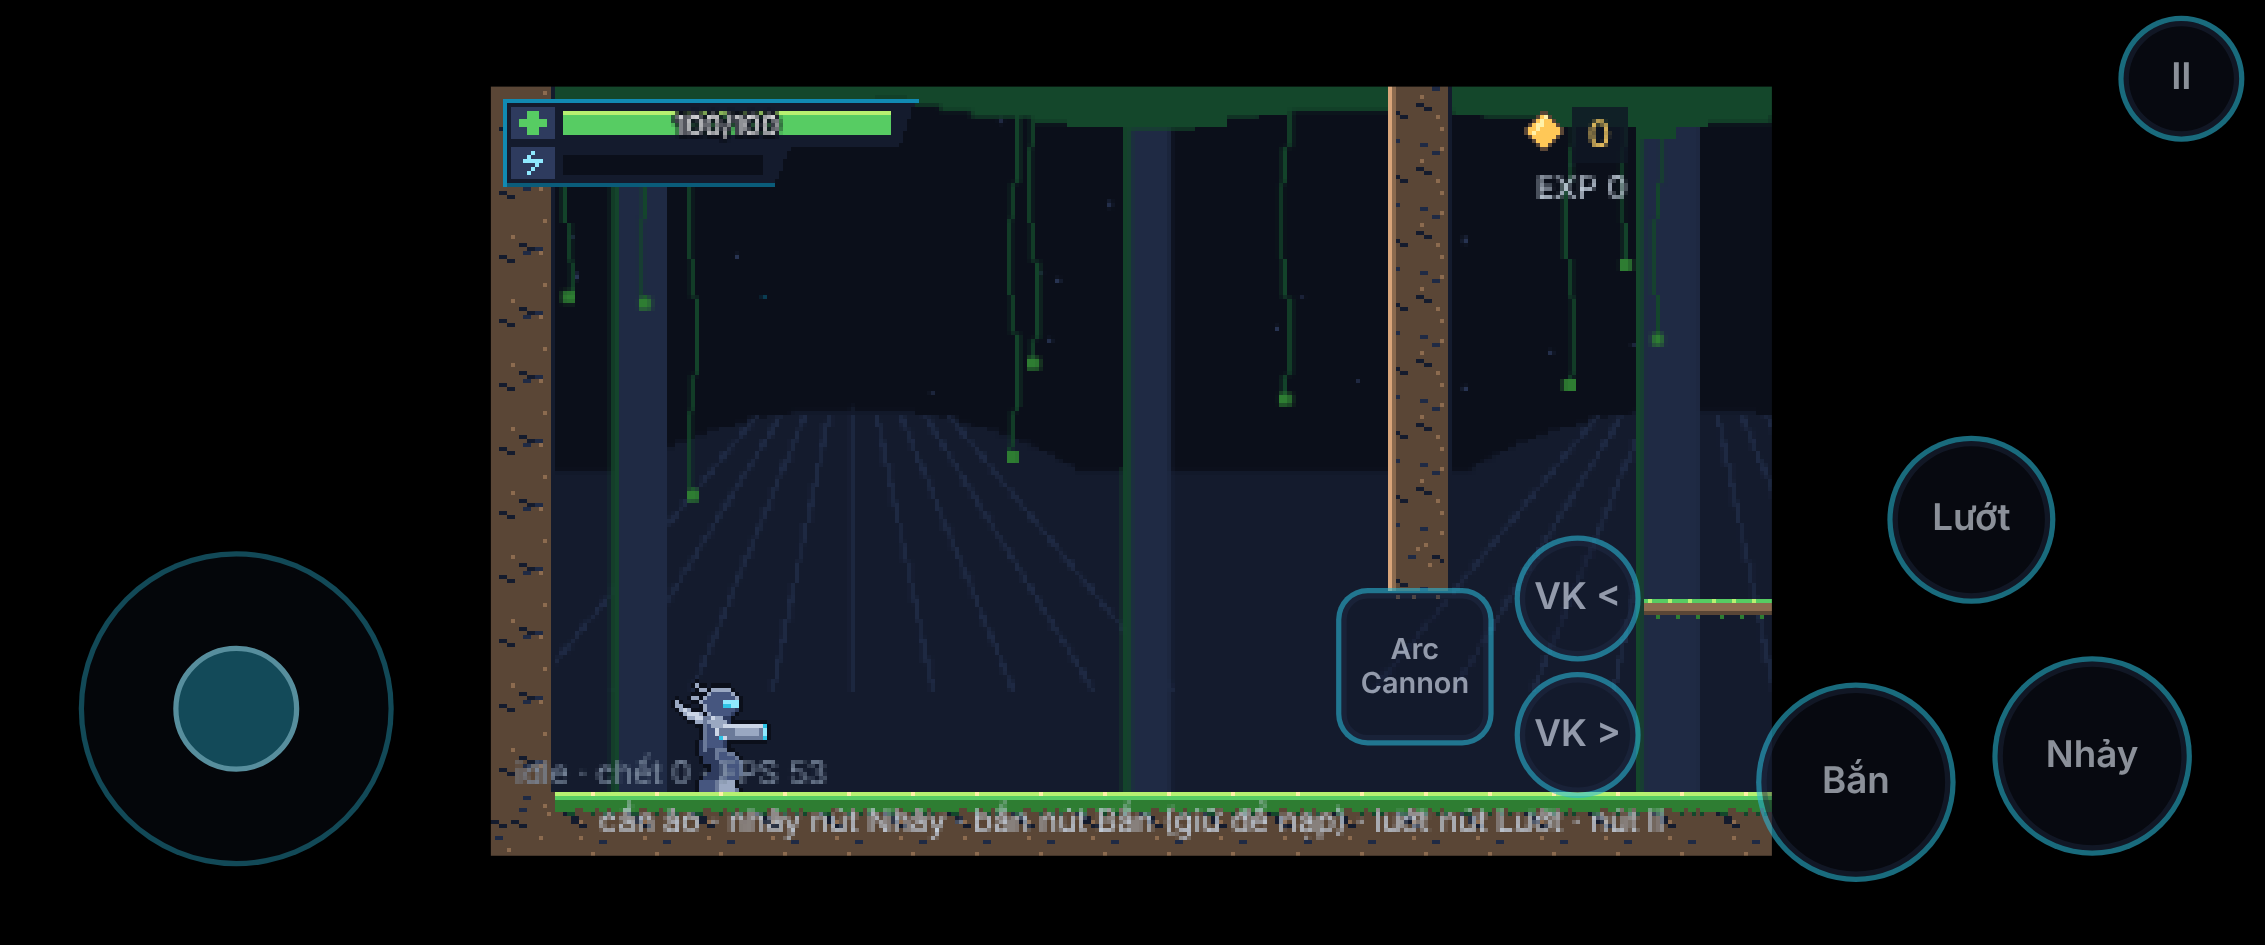 100/100
II
0
EXP 0
Lướt
VK <
Arc
Cannon
VK >
Nhảy
Bắn
idle - chết 0 - FPS 53
cần ảo - nhảy nút Nhảy - bắn nút Bắn (giữ để nạp) - lướt nút Lướt - nút II